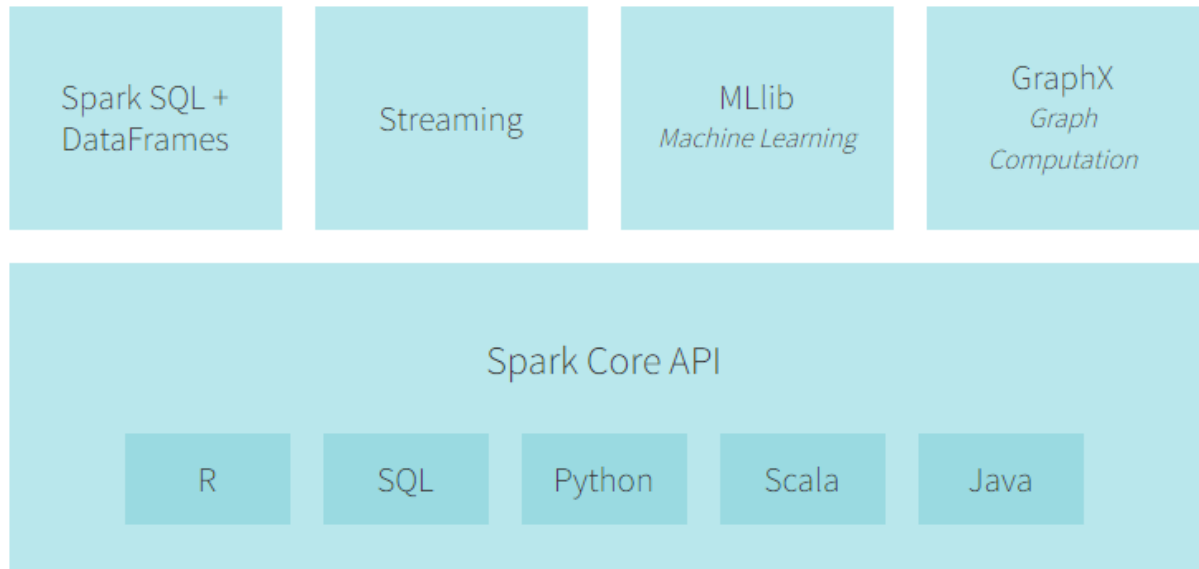 Spark SQL +
DataFrames
Streaming
MLlib
Machine Learning
GraphX
Graph
Computation
Spark Core API
R
SQL
Python
Scala
Java